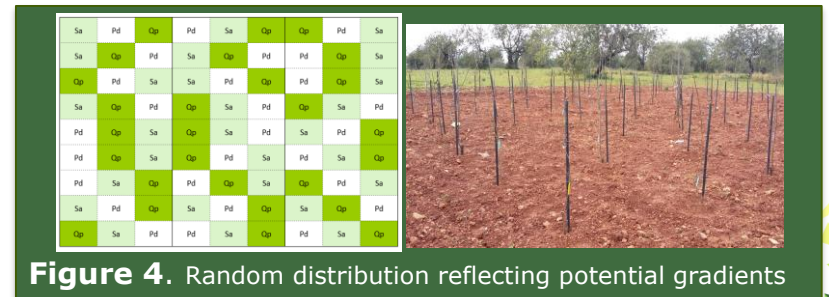 Sa Pd Qp Pd Sa Qp Qp Pd Sa
Sa Qp Pd Sa Qp Pd Pd Qp Sa
Qp Pd Sa Sa Pd Qp Pd Qp Sa
Sa Qp Pd Qp Sa Pd Qp Sa Pd
Pd Qp Sa Qp Sa Pd Sa Pd Qp
Pd Qp Sa Qp Pd Sa Pd Sa Qp
Pd Sa Qp Pd Qp Sa Qp Pd Sa
Sa Pd Qp Sa Pd Qp Sa Qp Pd
Qp Sa Pd Pd Sa Qp Pd Sa Qp
Figure 4. Random distribution reflecting potential gradients